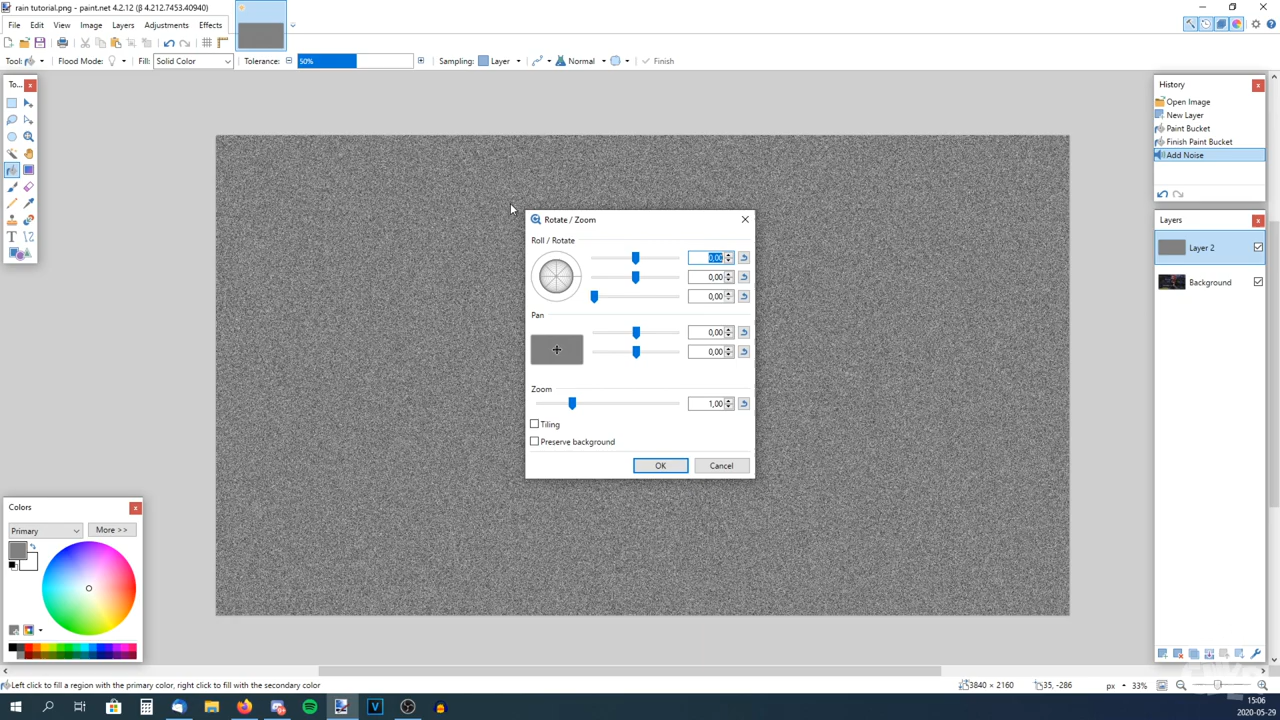 rain tutorial.png - paint.net 4.2.12 (β 4.212.7453.40940)
File Edit View Image Layers Adjustments Effects
Tool: Flood Mode: Fill: Solid Color Tolerance: 50% Sampling: Layer Normal Finish
To...
History
Open Image
New Layer
Paint Bucket
Finish Paint Bucket
Add Noise
Layers
Layer 2
Background
Rotate / Zoom
Roll / Rotate
0,00
0,00
0,00
Pan
0,00
0,00
Zoom
1,00
Tiling
Preserve background
OK Cancel
Colors
Primary More >>
Left click to fill a region with the primary color, right click to fill with the secondary color
3840 × 2160 35, -286 px 33%
15:06
2020-05-29